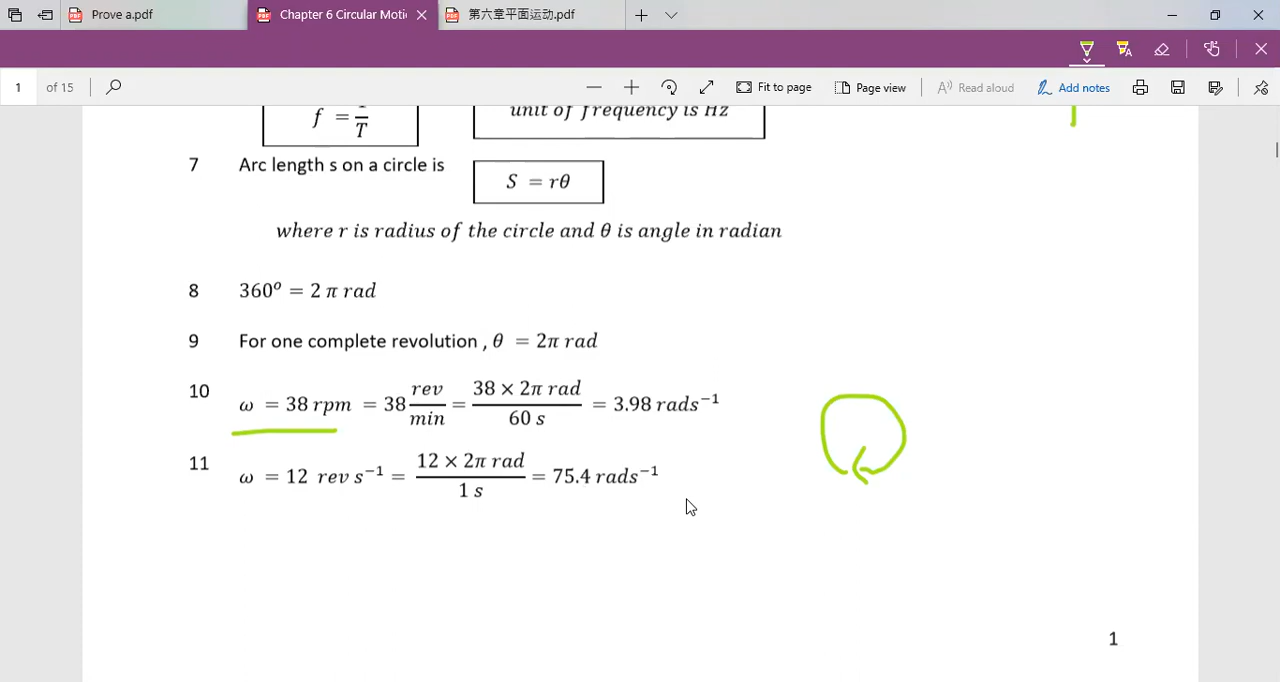 Prove a.pdf
Chapter 6 Circular Moti
第六章平面运动.pdf
1 of 15
Fit to page
Page view
Read aloud
Add notes
f = 1/T
unit of frequency is Hz
7 Arc length s on a circle is
S = rθ
where r is radius of the circle and θ is angle in radian
8 360° = 2 π rad
9 For one complete revolution , θ = 2π rad
10 ω = 38 rpm = 38 rev/min = 38 × 2π rad/60 s = 3.98 rads⁻¹
11 ω = 12 rev s⁻¹ = 12 × 2π rad/1 s = 75.4 rads⁻¹
1